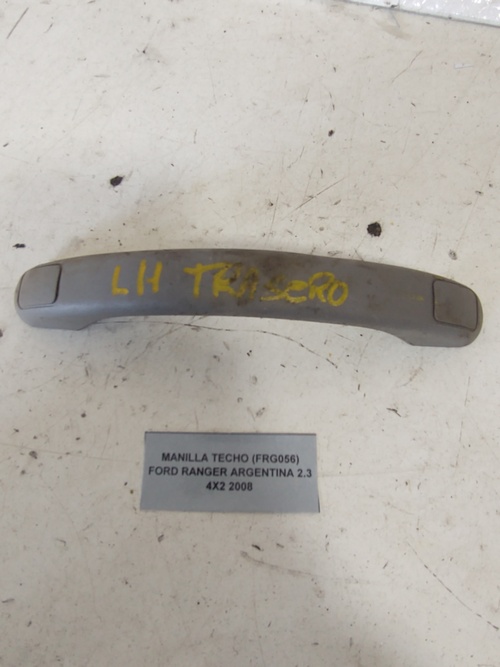 LH TRASERO
MANILLA TECHO (FRG056)
FORD RANGER ARGENTINA 2.3
4X2 2008